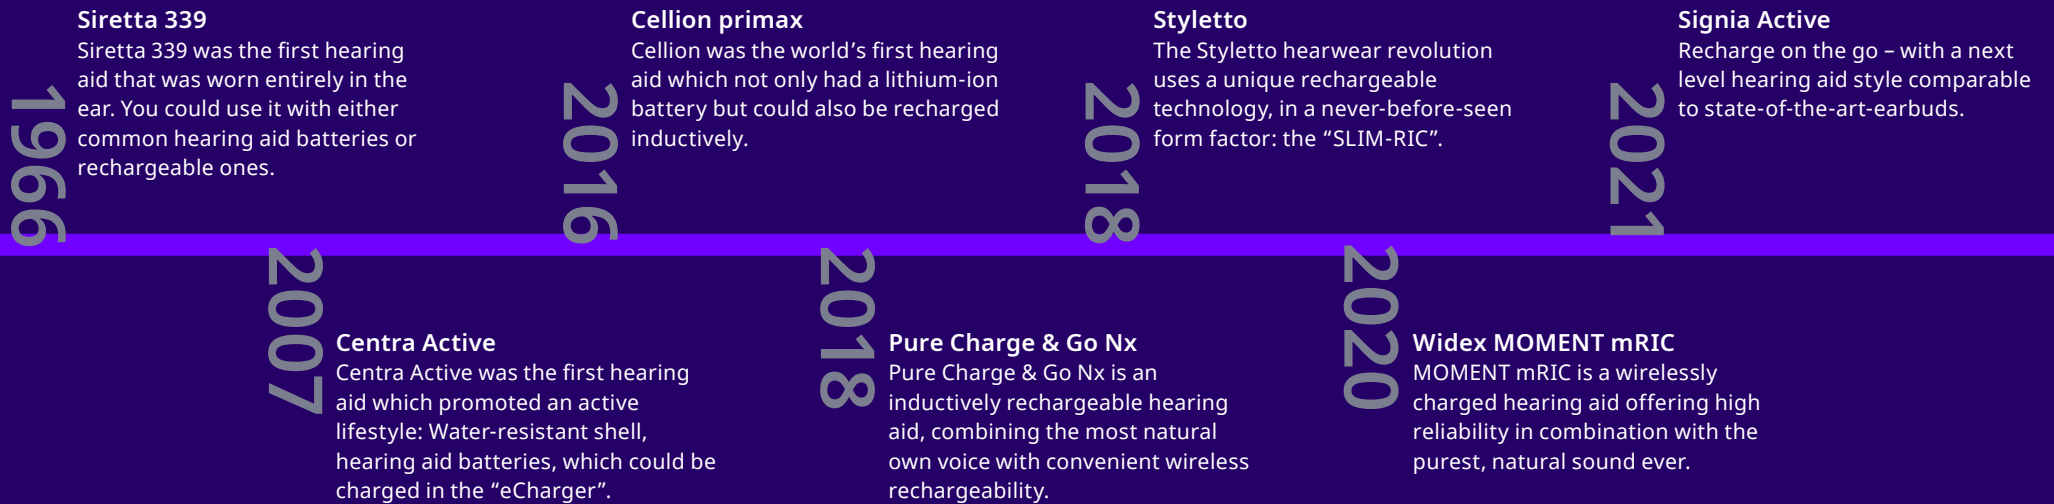 1966
Siretta 339
Siretta 339 was the first hearing
aid that was worn entirely in the
ear. You could use it with either
common hearing aid batteries or
rechargeable ones.
2007
Centra Active
Centra Active was the first hearing
aid which promoted an active
lifestyle: Water-resistant shell,
hearing aid batteries, which could be
charged in the “eCharger”.
2016
Cellion primax
Cellion was the world’s first hearing
aid which not only had a lithium-ion
battery but could also be recharged
inductively.
2018
Pure Charge & Go Nx
Pure Charge & Go Nx is an
inductively rechargeable hearing
aid, combining the most natural
own voice with convenient wireless
rechargeability.
2018
Styletto
The Styletto hearwear revolution
uses a unique rechargeable
technology, in a never-before-seen
form factor: the “SLIM-RIC”.
2020
Widex MOMENT mRIC
MOMENT mRIC is a wirelessly
charged hearing aid offering high
reliability in combination with the
purest, natural sound ever.
2021
Signia Active
Recharge on the go – with a next
level hearing aid style comparable
to state-of-the-art-earbuds.